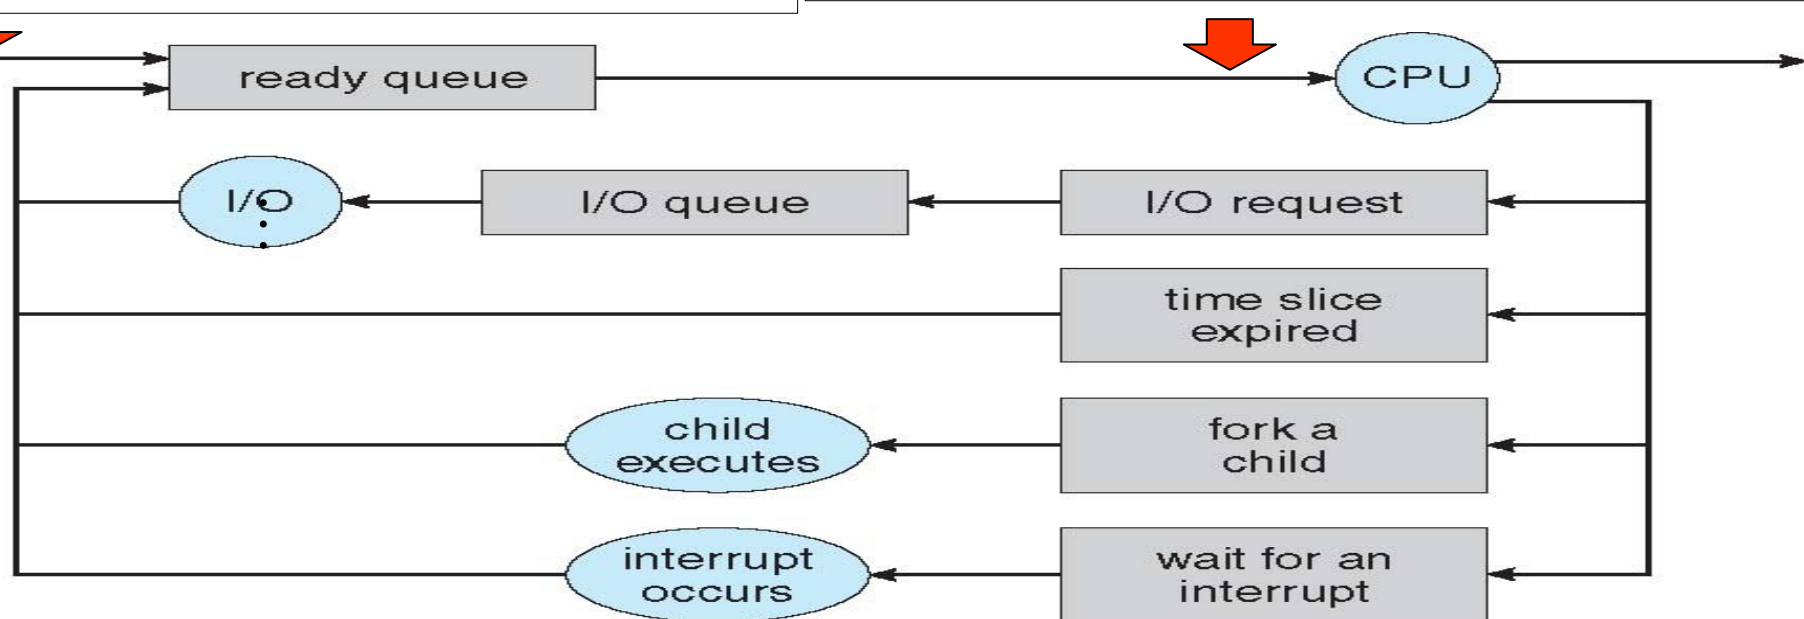 ready queue
CPU
I/O
I/O queue
I/O request
time slice
expired
child
executes
fork a
child
interrupt
occurs
wait for an
interrupt